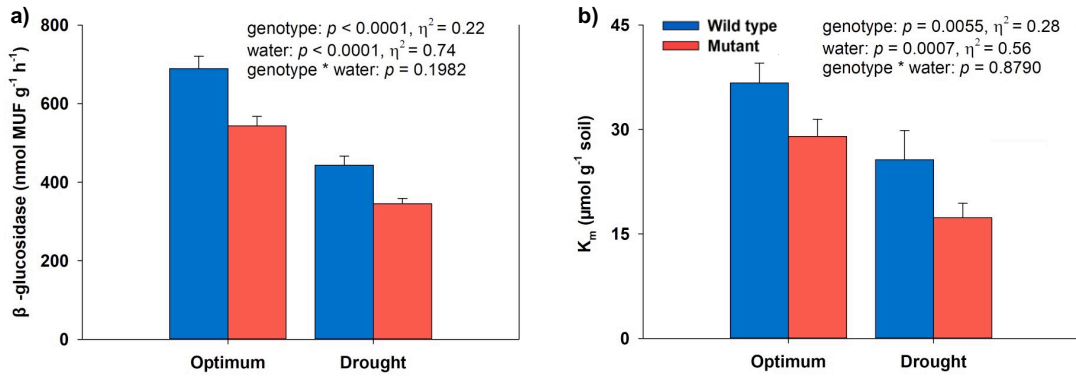 a)
genotype: p < 0.0001, η² = 0.22
water: p < 0.0001, η² = 0.74
genotype * water: p = 0.1982
β -glucosidase (nmol MUF g⁻¹ h⁻¹)
800
600
400
200
0
Optimum Drought
b)
Wild type
Mutant
genotype: p = 0.0055, η² = 0.28
water: p = 0.0007, η² = 0.56
genotype * water: p = 0.8790
Kₘ (µmol g⁻¹ soil)
45
30
15
0
Optimum Drought